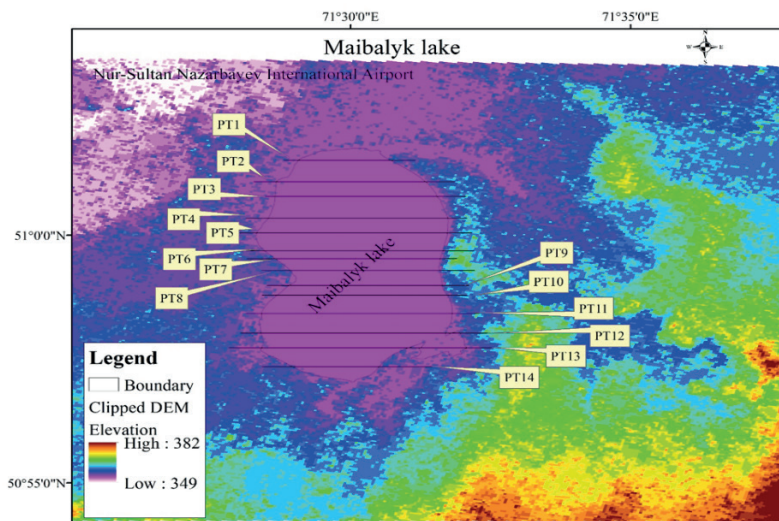 71°30'0"E
71°35'0"E
Maibalyk lake
N
W E
S
Nur-Sultan Nazarbayev International Airport
PT1
PT2
PT3
PT4
51°0'0"N
PT5
PT6
PT7
PT8
Maibalyk lake
PT9
PT10
PT11
PT12
PT13
PT14
Legend
Boundary
Clipped DEM
Elevation
High : 382
Low : 349
50°55'0"N